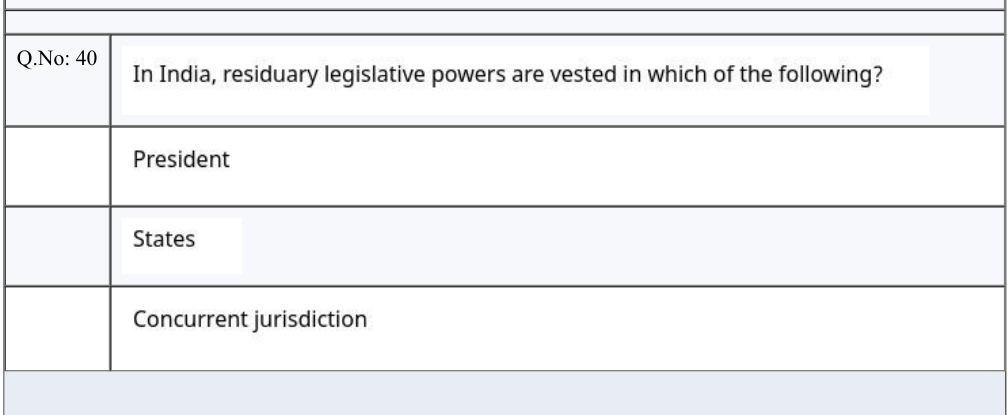 Q.No: 40
In India, residuary legislative powers are vested in which of the following?
President
States
Concurrent jurisdiction